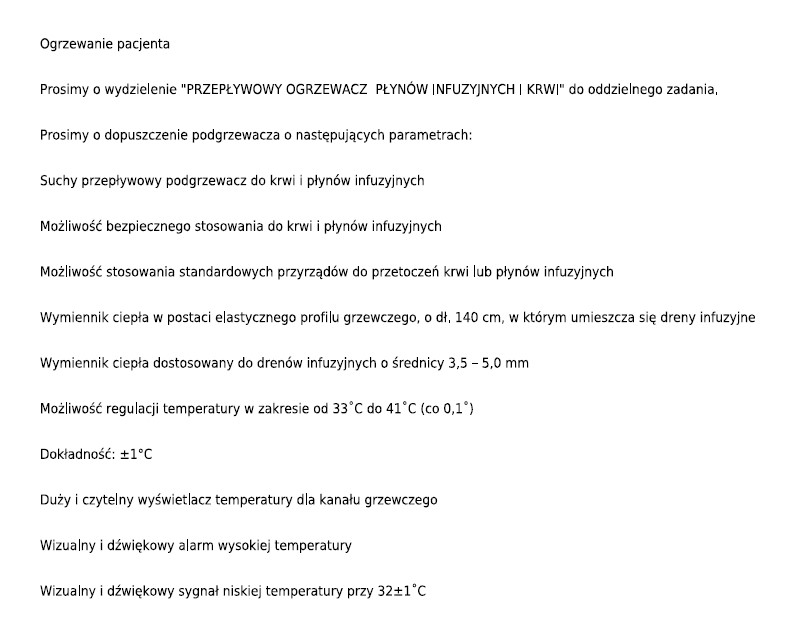 Ogrzewanie pacjenta
Prosimy o wydzielenie "PRZEPŁYWOWY OGRZEWACZ  PŁYNÓW INFUZYJNYCH I KRWI" do oddzielnego zadania.
Prosimy o dopuszczenie podgrzewacza o następujących parametrach:
Suchy przepływowy podgrzewacz do krwi i płynów infuzyjnych
Możliwość bezpiecznego stosowania do krwi i płynów infuzyjnych
Możliwość stosowania standardowych przyrządów do przetoczeń krwi lub płynów infuzyjnych
Wymiennik ciepła w postaci elastycznego profilu grzewczego, o dł. 140 cm, w którym umieszcza się dreny infuzyjne
Wymiennik ciepła dostosowany do drenów infuzyjnych o średnicy 3,5 – 5,0 mm
Możliwość regulacji temperatury w zakresie od 33˚C do 41˚C (co 0,1˚)
Dokładność: ±1°C
Duży i czytelny wyświetlacz temperatury dla kanału grzewczego
Wizualny i dźwiękowy alarm wysokiej temperatury
Wizualny i dźwiękowy sygnał niskiej temperatury przy 32±1˚C